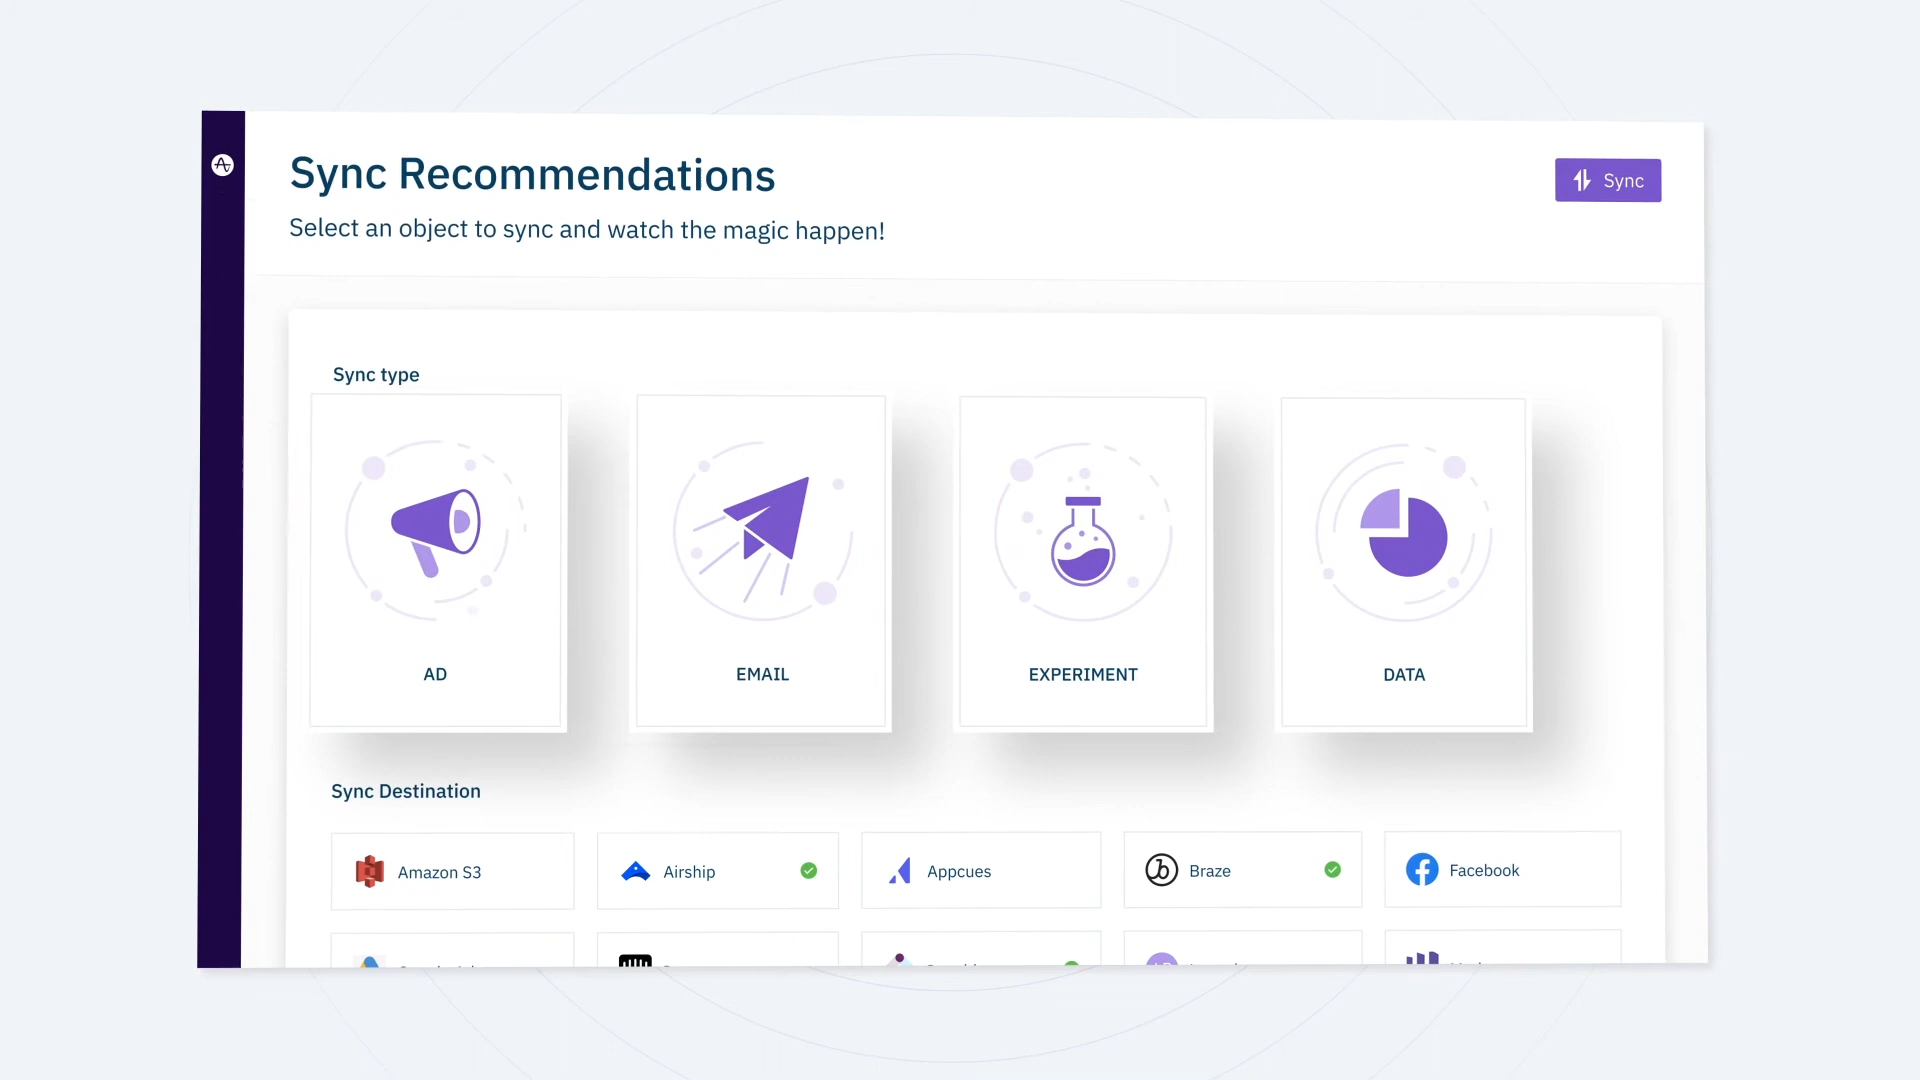 Sync Recommendations
Sync
Select an object to sync and watch the magic happen!
Sync type
AD
EMAIL
EXPERIMENT
DATA
Sync Destination
Amazon S3
Airship
Appcues
Braze
Facebook